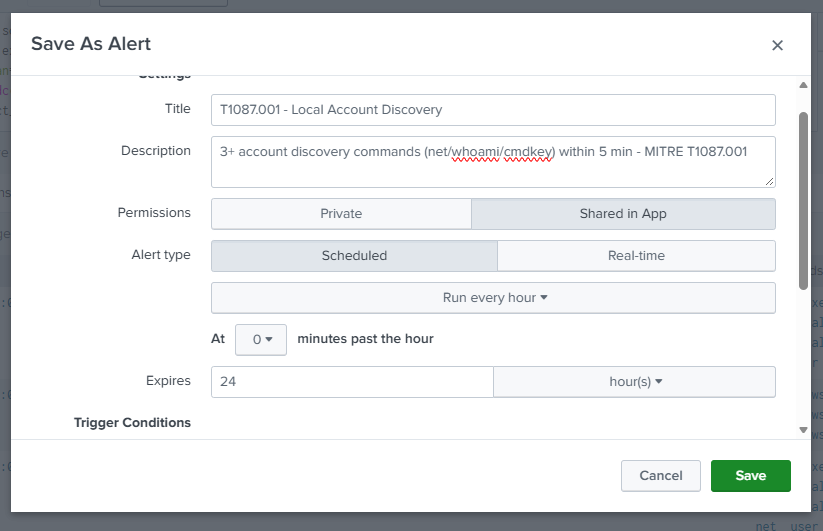 Save As Alert
Settings
Title
T1087.001 - Local Account Discovery
Description
3+ account discovery commands (net/whoami/cmdkey) within 5 min - MITRE T1087.001
Permissions
Private
Shared in App
Alert type
Scheduled
Real-time
Run every hour
At 0 minutes past the hour
Expires
24
hour(s)
Trigger Conditions
Cancel
Save
net user